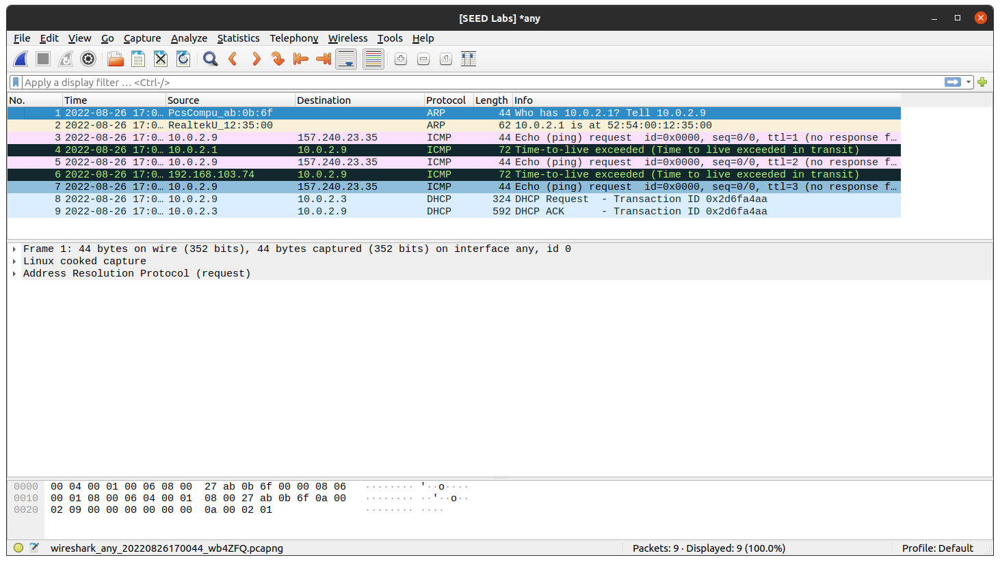 [SEED Labs] *any
File Edit View Go Capture Analyze Statistics Telephony Wireless Tools Help
Apply a display filter … <Ctrl-/>
No. Time Source Destination Protocol Length Info
1 2022-08-26 17:0… PcsCompu_ab:0b:6f ARP 44 Who has 10.0.2.1? Tell 10.0.2.9
2 2022-08-26 17:0… RealtekU_12:35:00 ARP 62 10.0.2.1 is at 52:54:00:12:35:00
3 2022-08-26 17:0… 10.0.2.9 157.240.23.35 ICMP 44 Echo (ping) request id=0x0000, seq=0/0, ttl=1 (no response f…
4 2022-08-26 17:0… 10.0.2.1 10.0.2.9 ICMP 72 Time-to-live exceeded (Time to live exceeded in transit)
5 2022-08-26 17:0… 10.0.2.9 157.240.23.35 ICMP 44 Echo (ping) request id=0x0000, seq=0/0, ttl=2 (no response f…
6 2022-08-26 17:0… 192.168.103.74 10.0.2.9 ICMP 72 Time-to-live exceeded (Time to live exceeded in transit)
7 2022-08-26 17:0… 10.0.2.9 157.240.23.35 ICMP 44 Echo (ping) request id=0x0000, seq=0/0, ttl=3 (no response f…
8 2022-08-26 17:0… 10.0.2.9 10.0.2.3 DHCP 324 DHCP Request - Transaction ID 0x2d6fa4aa
9 2022-08-26 17:0… 10.0.2.3 10.0.2.9 DHCP 592 DHCP ACK - Transaction ID 0x2d6fa4aa
Frame 1: 44 bytes on wire (352 bits), 44 bytes captured (352 bits) on interface any, id 0
Linux cooked capture
Address Resolution Protocol (request)
0000 00 04 00 01 00 06 08 00 27 ab 0b 6f 00 00 08 06 ········ '··o····
0010 00 01 08 00 06 04 00 01 08 00 27 ab 0b 6f 0a 00 ········ ··'··o··
0020 02 09 00 00 00 00 00 00 0a 00 02 01 ········ ····
wireshark_any_20220826170044_wb4ZFQ.pcapng Packets: 9 · Displayed: 9 (100.0%) Profile: Default